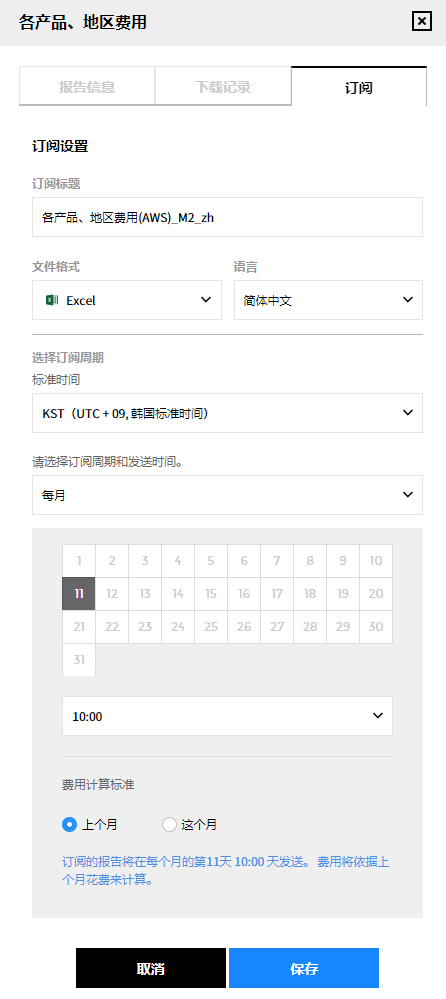 各产品、地区费用
报告信息 下载记录 订阅
订阅设置
订阅标题
各产品、地区费用(AWS)_M2_zh
文件格式 语言
Excel 简体中文
选择订阅周期
标准时间
KST（UTC + 09, 韩国标准时间）
请选择订阅周期和发送时间。
每月
1 2 3 4 5 6 7 8 9 10
11 12 13 14 15 16 17 18 19 20
21 22 23 24 25 26 27 28 29 30
31
10:00
费用计算标准
上个月 这个月
订阅的报告将在每个月的第11天 10:00 天发送。 费用将依据上
个月花费来计算。
取消 保存